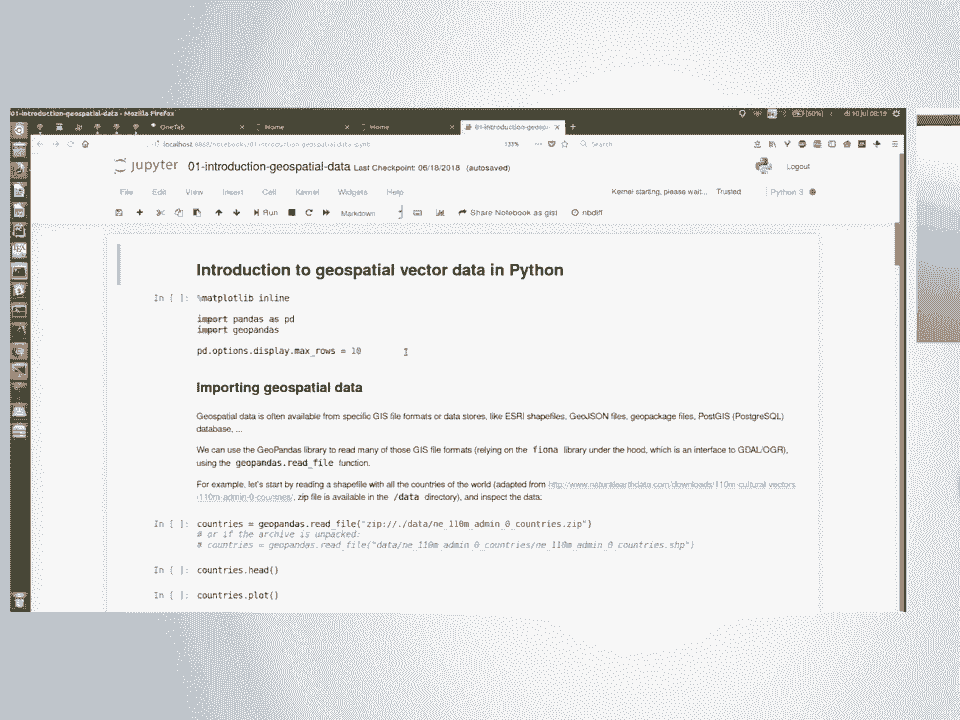 01-introduction-geospatial-data - Mozilla Firefox
(60%) di 10 jul 08:19
OneTab
Home
Home
01-introduction-geosp
133%
Search
jupyter 01-introduction-geospatial-data Last Checkpoint: 06/18/2018 (autosaved)
Logout
File Edit View Insert Cell Kernel Widgets Help
Kernel starting, please wait... Trusted Python 3
Run Markdown Share Notebook as gist nbdiff
Introduction to geospatial vector data in Python
In [ ]: %matplotlib inline
import pandas as pd
import geopandas
pd.options.display.max_rows = 10
Importing geospatial data
Geospatial data is often available from specific GIS file formats or data stores, like ESRI shapefiles, GeoJSON files, geopackage files, PostGIS (PostgreSQL)
database, ...
We can use the GeoPandas library to read many of those GIS file formats (relying on the fiona library under the hood, which is an interface to GDAL/OGR),
using the geopandas.read_file function.
For example, let's start by reading a shapefile with all the countries of the world (adapted from http://www.naturalearthdata.com/downloads/110m-cultural-vectors
/110m-admin-0-countries/, zip file is available in the /data directory), and inspect the data:
In [ ]: countries = geopandas.read_file("zip://./data/ne_110m_admin_0_countries.zip")
# or if the archive is unpacked:
# countries = geopandas.read_file("data/ne_110m_admin_0_countries/ne_110m_admin_0_countries.shp")
In [ ]: countries.head()
In [ ]: countries.plot()